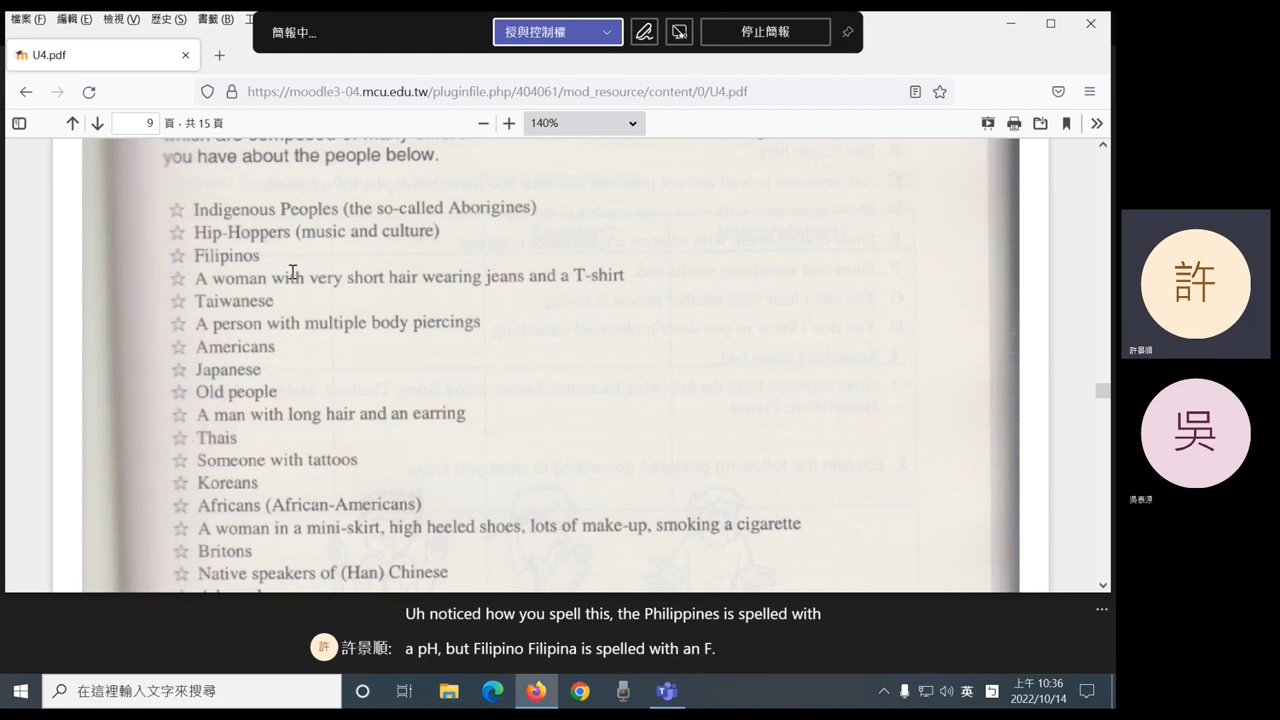 檔案(F) 編輯(E) 檢視(V) 歷史(S) 書籤(B)
簡報中... 授與控制權 停止簡報
U4.pdf
https://moodle3-04.mcu.edu.tw/pluginfile.php/404061/mod_resource/content/0/U4.pdf
9 頁，共 15 頁 140%
you have about the people below.
☆ Indigenous Peoples (the so-called Aborigines)
☆ Hip-Hoppers (music and culture)
☆ Filipinos
☆ A woman with very short hair wearing jeans and a T-shirt
☆ Taiwanese
☆ A person with multiple body piercings
☆ Americans
☆ Japanese
☆ Old people
☆ A man with long hair and an earring
☆ Thais
☆ Someone with tattoos
☆ Koreans
☆ Africans (African-Americans)
☆ A woman in a mini-skirt, high heeled shoes, lots of make-up, smoking a cigarette
☆ Britons
☆ Native speakers of (Han) Chinese
許
許景順
吳
Uh noticed how you spell this, the Philippines is spelled with
許 許景順: a pH, but Filipino Filipina is spelled with an F.
在這裡輸入文字來搜尋
英
上午 10:36
2022/10/14